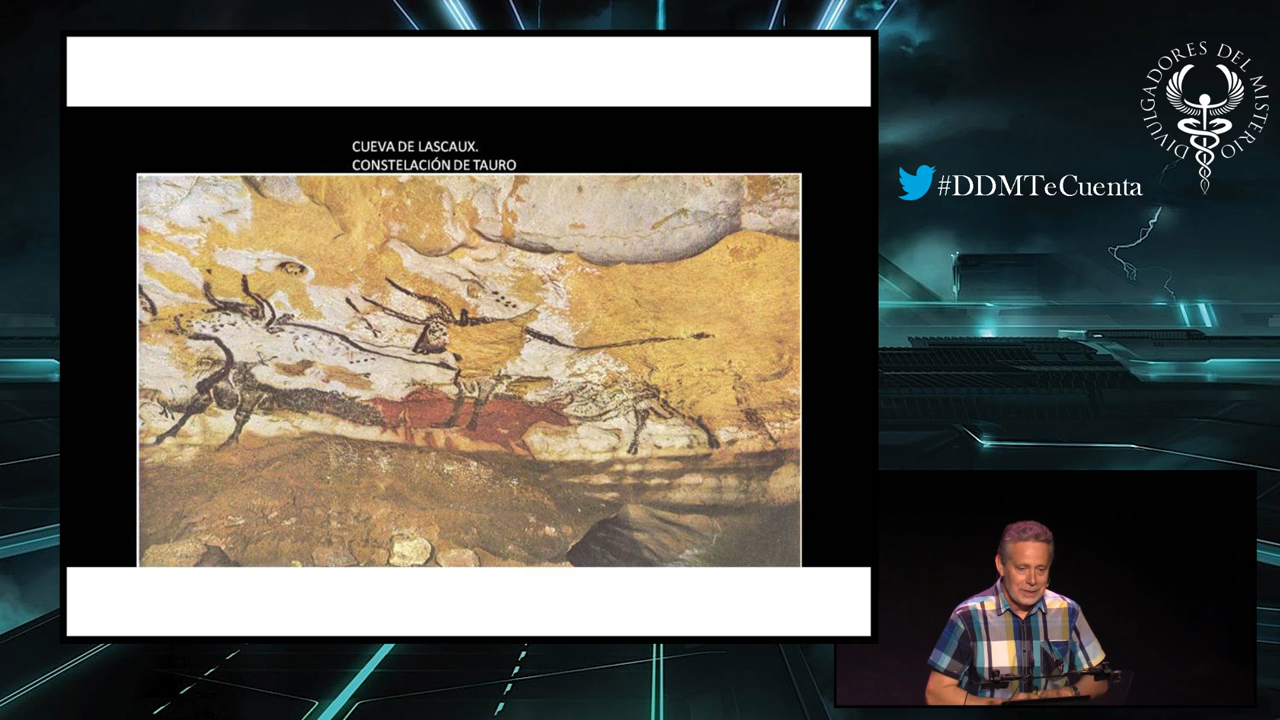 CUEVA DE LASCAUX.
CONSTELACIÓN DE TAURO
DIVULGADORES DEL MISTERIO
#DDMTeCuenta